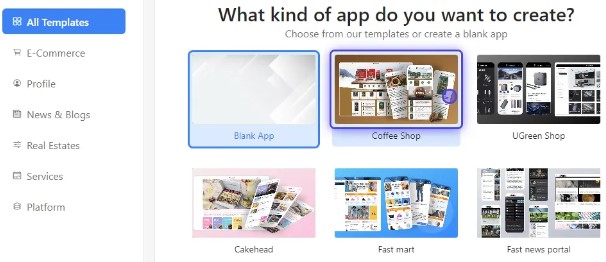 What kind of app do you want to create?
Choose from our templates or create a blank app
All Templates
E-Commerce
Profile
News & Blogs
Real Estates
Services
Platform
Blank App
Coffee Shop
UGreen Shop
Cakehead
Fast mart
Fast news portal